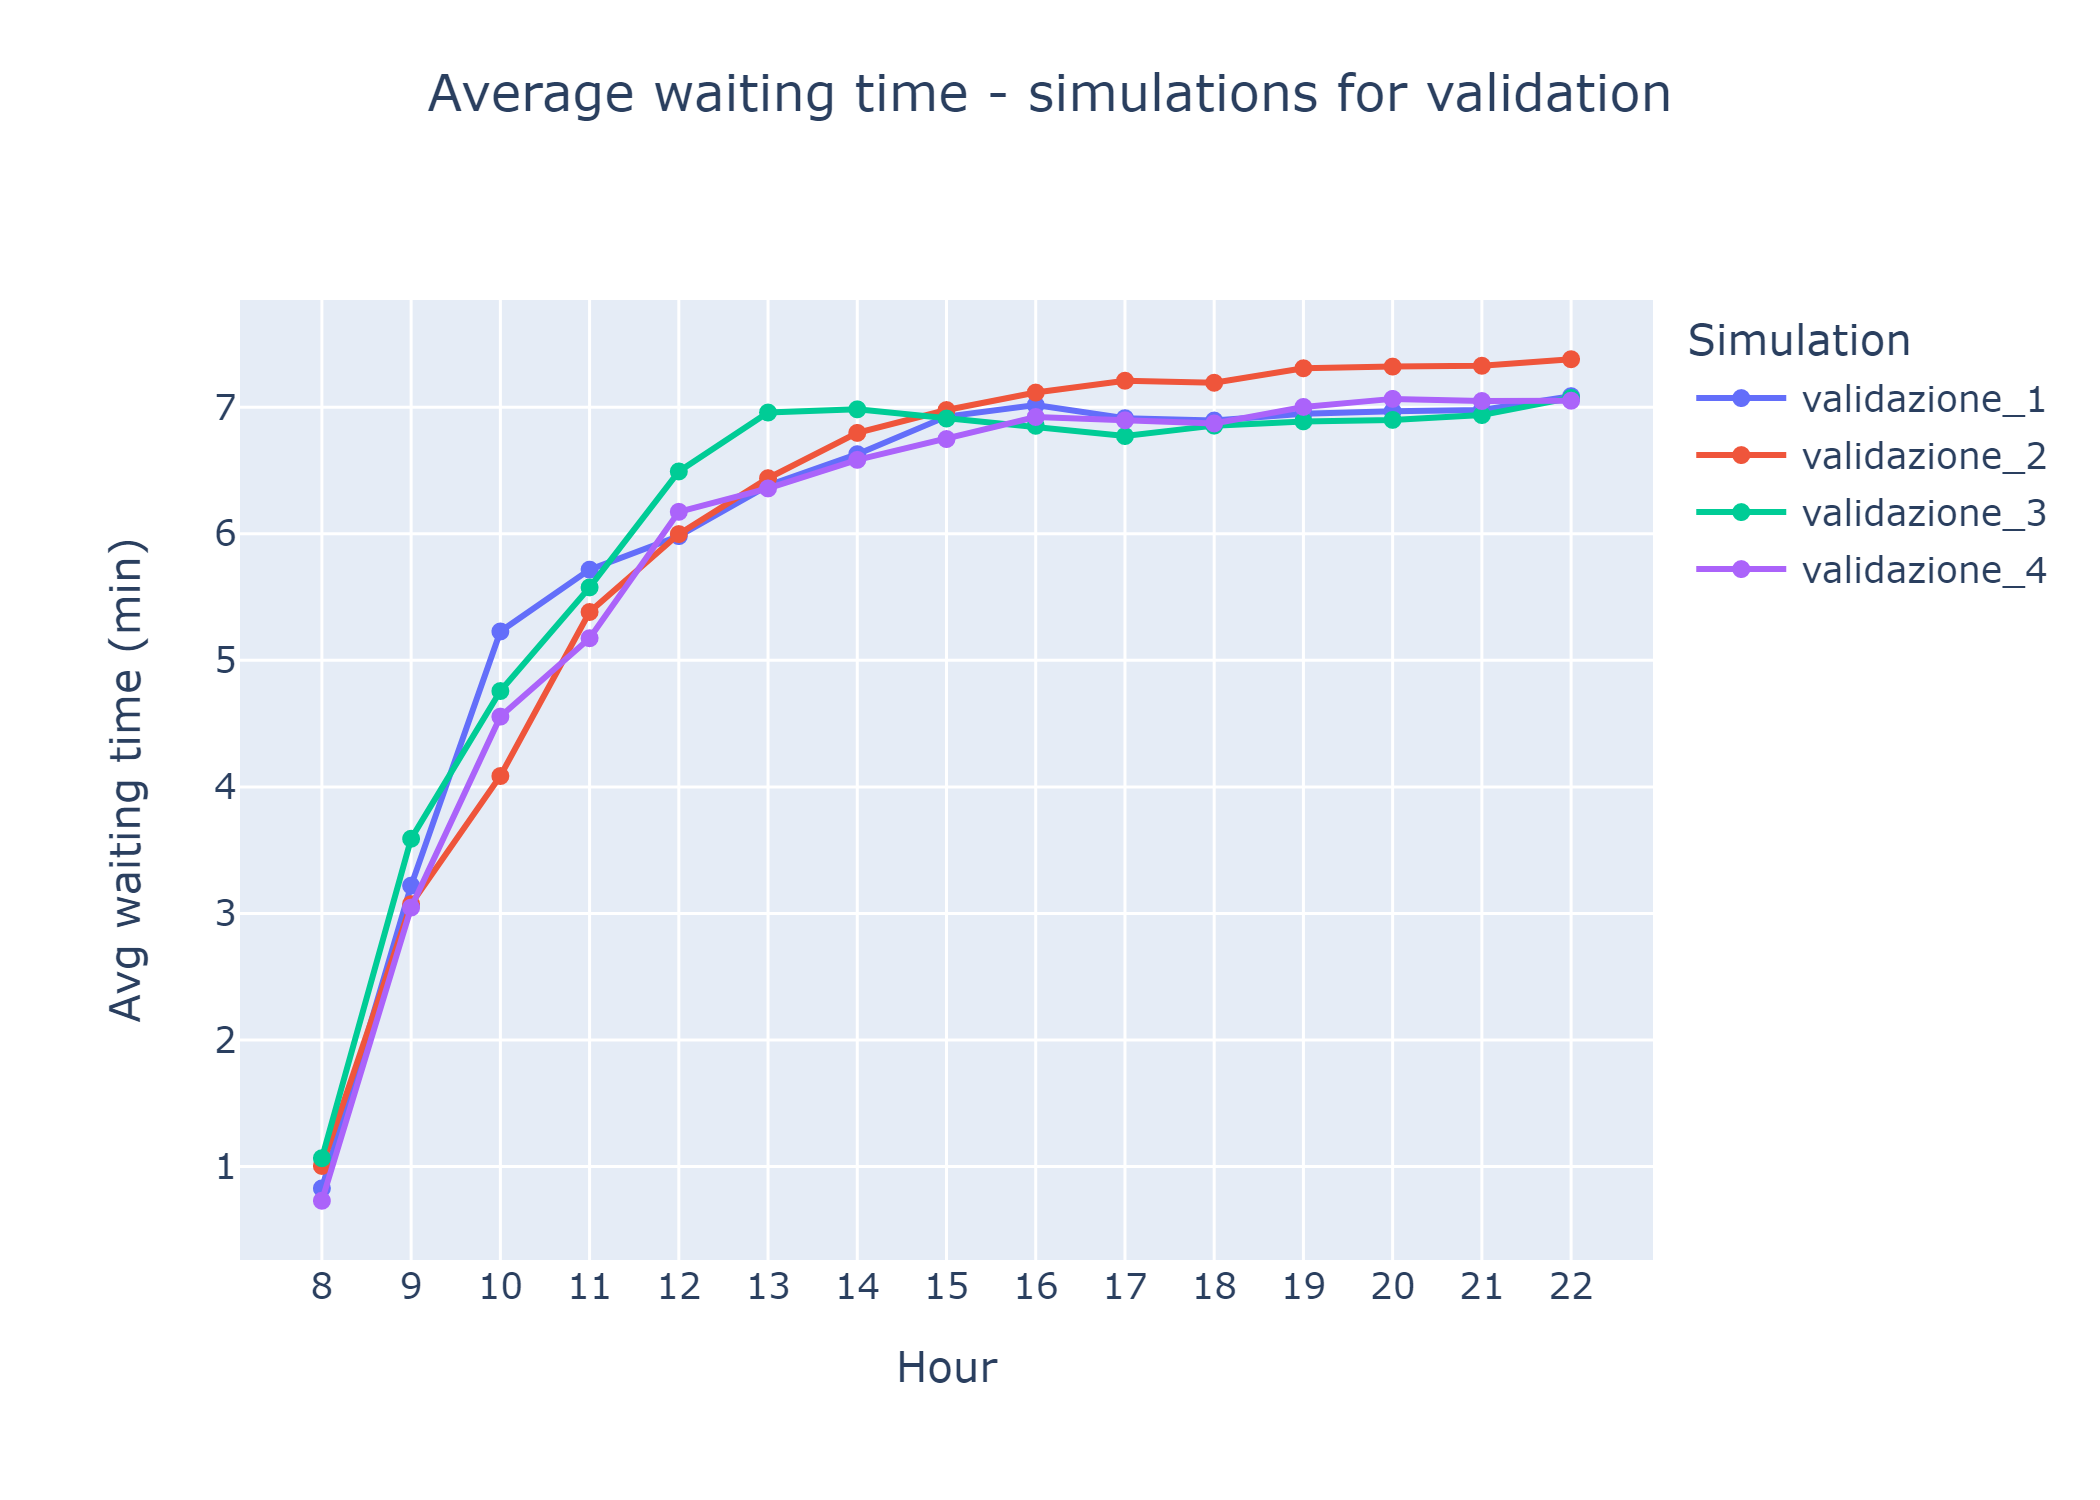 Average waiting time - simulations for validation
Simulation
validazione_1
validazione_2
validazione_3
validazione_4
Avg waiting time (min)
7
6
5
4
3
2
1
8 9 10 11 12 13 14 15 16 17 18 19 20 21 22
Hour